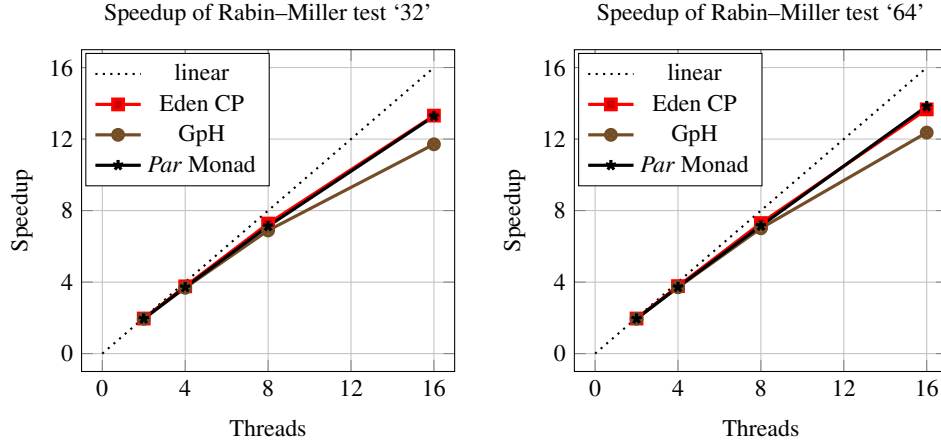 Speedup of Rabin–Miller test ‘32’
16
12
8
4
0
Speedup
linear
Eden CP
GpH
Par Monad
0 4 8 12 16
Threads
Speedup of Rabin–Miller test ‘64’
16
12
8
4
0
Speedup
linear
Eden CP
GpH
Par Monad
0 4 8 12 16
Threads